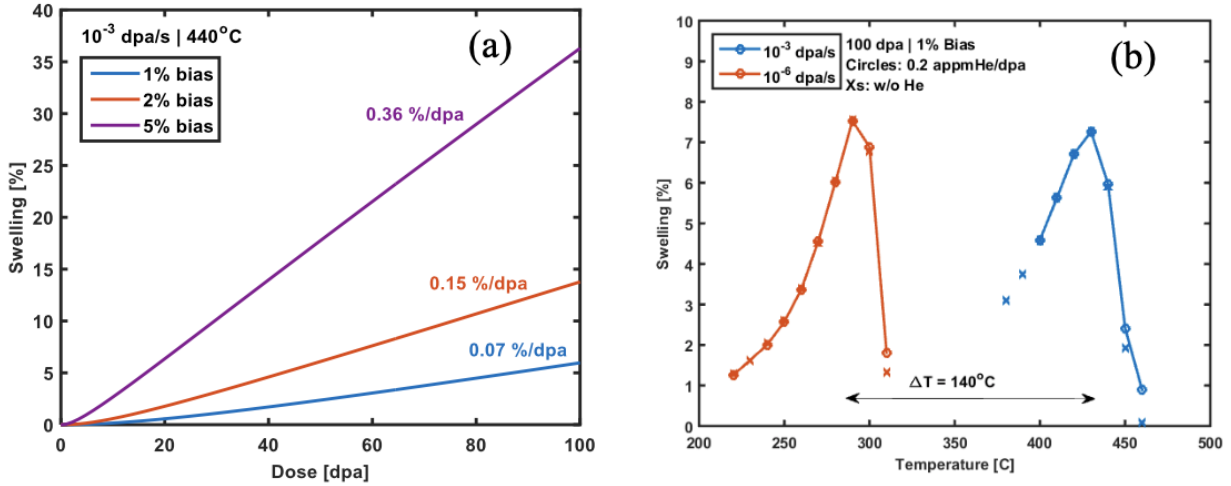 (a)
10⁻³ dpa/s | 440°C
1% bias
2% bias
5% bias
0.36 %/dpa
0.15 %/dpa
0.07 %/dpa
40
35
30
25
20
15
10
5
0
0 20 40 60 80 100
Swelling [%]
Dose [dpa]
(b)
10⁻³ dpa/s
10⁻⁶ dpa/s
100 dpa | 1% Bias
Circles: 0.2 appmHe/dpa
Xs: w/o He
ΔT = 140°C
10
9
8
7
6
5
4
3
2
1
0
200 250 300 350 400 450 500
Swelling [%]
Temperature [C]